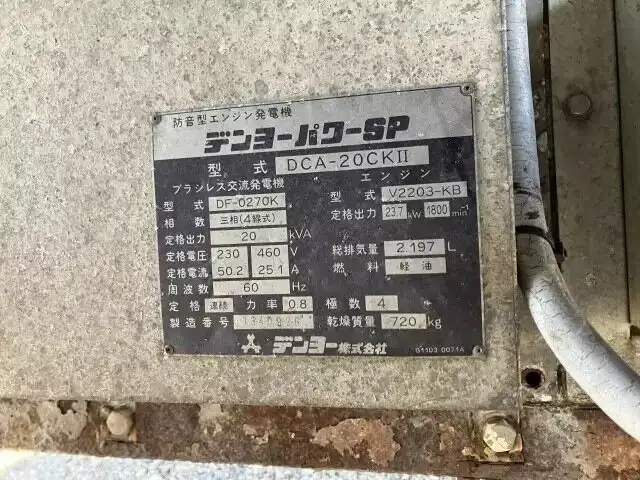 防音型エンジン発電機
デンヨーパワーSP
型式 DCA-20CKII
ブラシレス交流発電機 エンジン
型式 DF-0270K 型式 V2203-KB
相数 三相(4線式) 定格出力 23.7 kW 1800 min-1
定格出力 20 kVA
定格電圧 230 460 V 総排気量 2.197 L
定格電流 50.2 25.1 A 燃料 軽油
周波数 60 Hz
定格 連続 力率 0.8 極数 4
製造番号 乾燥質量 720 kg
デンヨー株式会社 01103 0071A